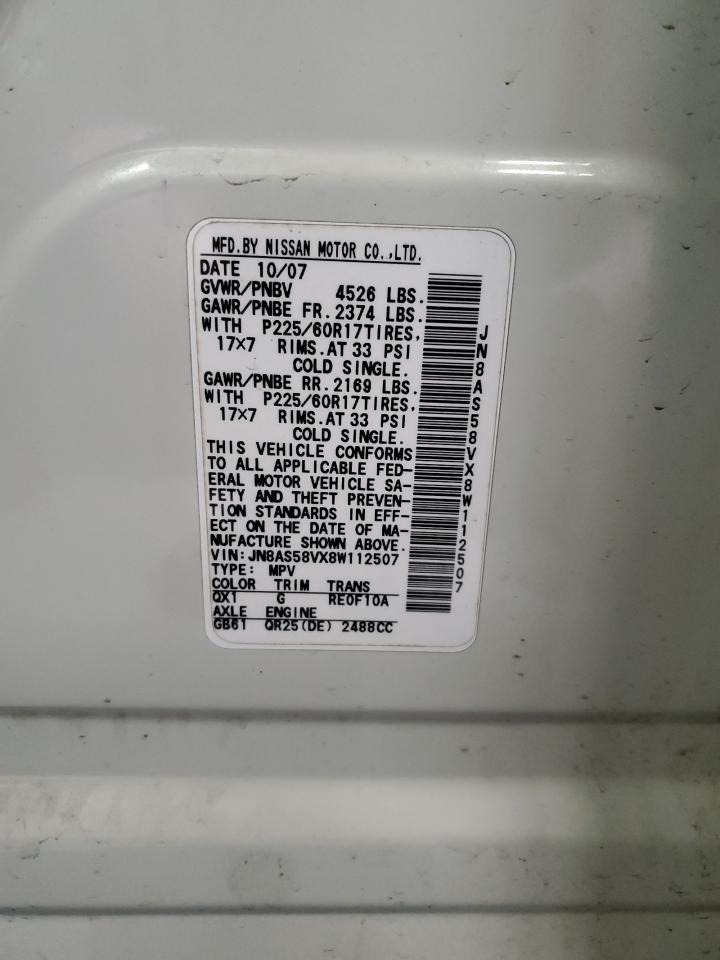 MFD.BY NISSAN MOTOR CO.,LTD.
DATE 10/07
GVWR/PNBV 4526 LBS.
GAWR/PNBE FR. 2374 LBS.
WITH P225/60R17TIRES,
17×7 RIMS.AT 33 PSI
COLD SINGLE.
GAWR/PNBE RR. 2169 LBS.
WITH P225/60R17TIRES,
17×7 RIMS.AT 33 PSI
COLD SINGLE.
THIS VEHICLE CONFORMS
TO ALL APPLICABLE FED-
ERAL MOTOR VEHICLE SA-
FETY AND THEFT PREVEN-
TION STANDARDS IN EFF-
ECT ON THE DATE OF MA-
NUFACTURE SHOWN ABOVE.
VIN:JN8AS58VX8W112507
TYPE: MPV
COLOR TRIM TRANS
QX1 G RE0F10A
AXLE ENGINE
GB61 QR25(DE) 2488CC
JN8AS58VX8W112507